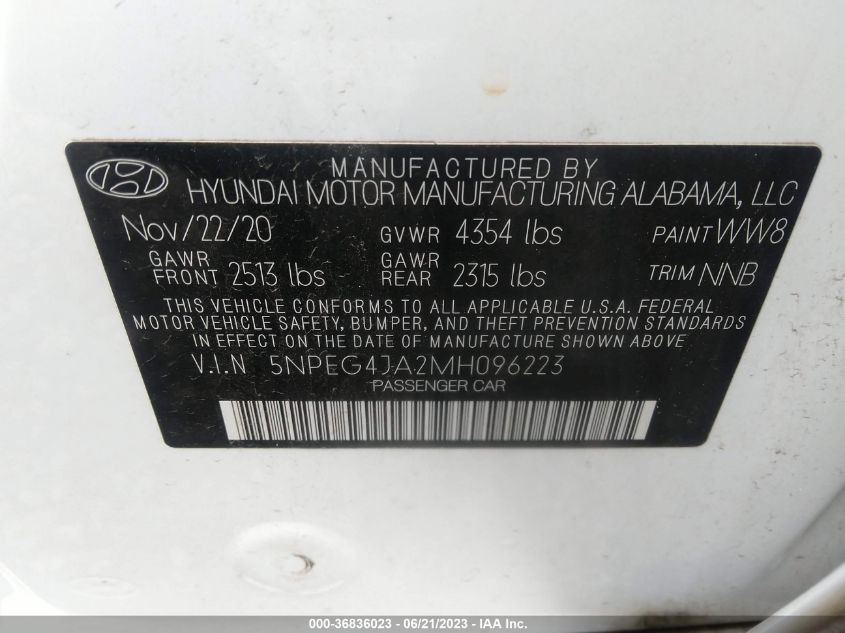 MANUFACTURED BY
HYUNDAI MOTOR MANUFACTURING ALABAMA, LLC
Nov/22/20 GVWR 4354 lbs PAINT WW8
GAWR FRONT 2513 lbs GAWR REAR 2315 lbs TRIM NNB
THIS VEHICLE CONFORMS TO ALL APPLICABLE U.S.A. FEDERAL
MOTOR VEHICLE SAFETY, BUMPER, AND THEFT PREVENTION STANDARDS
IN EFFECT ON THE DATE OF MANUFACTURE SHOWN ABOVE
V.I.N 5NPEG4JA2MH096223
PASSENGER CAR
000-36836023 - 06/21/2023 - IAA Inc.